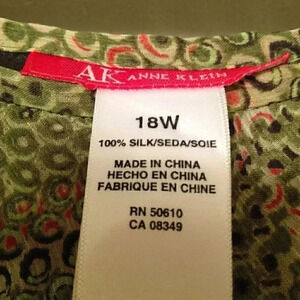 AK ANNE KLEIN
18W
100% SILK/SEDA/SOIE
MADE IN CHINA
HECHO EN CHINA
FABRIQUE EN CHINE
RN 50610
CA 08349